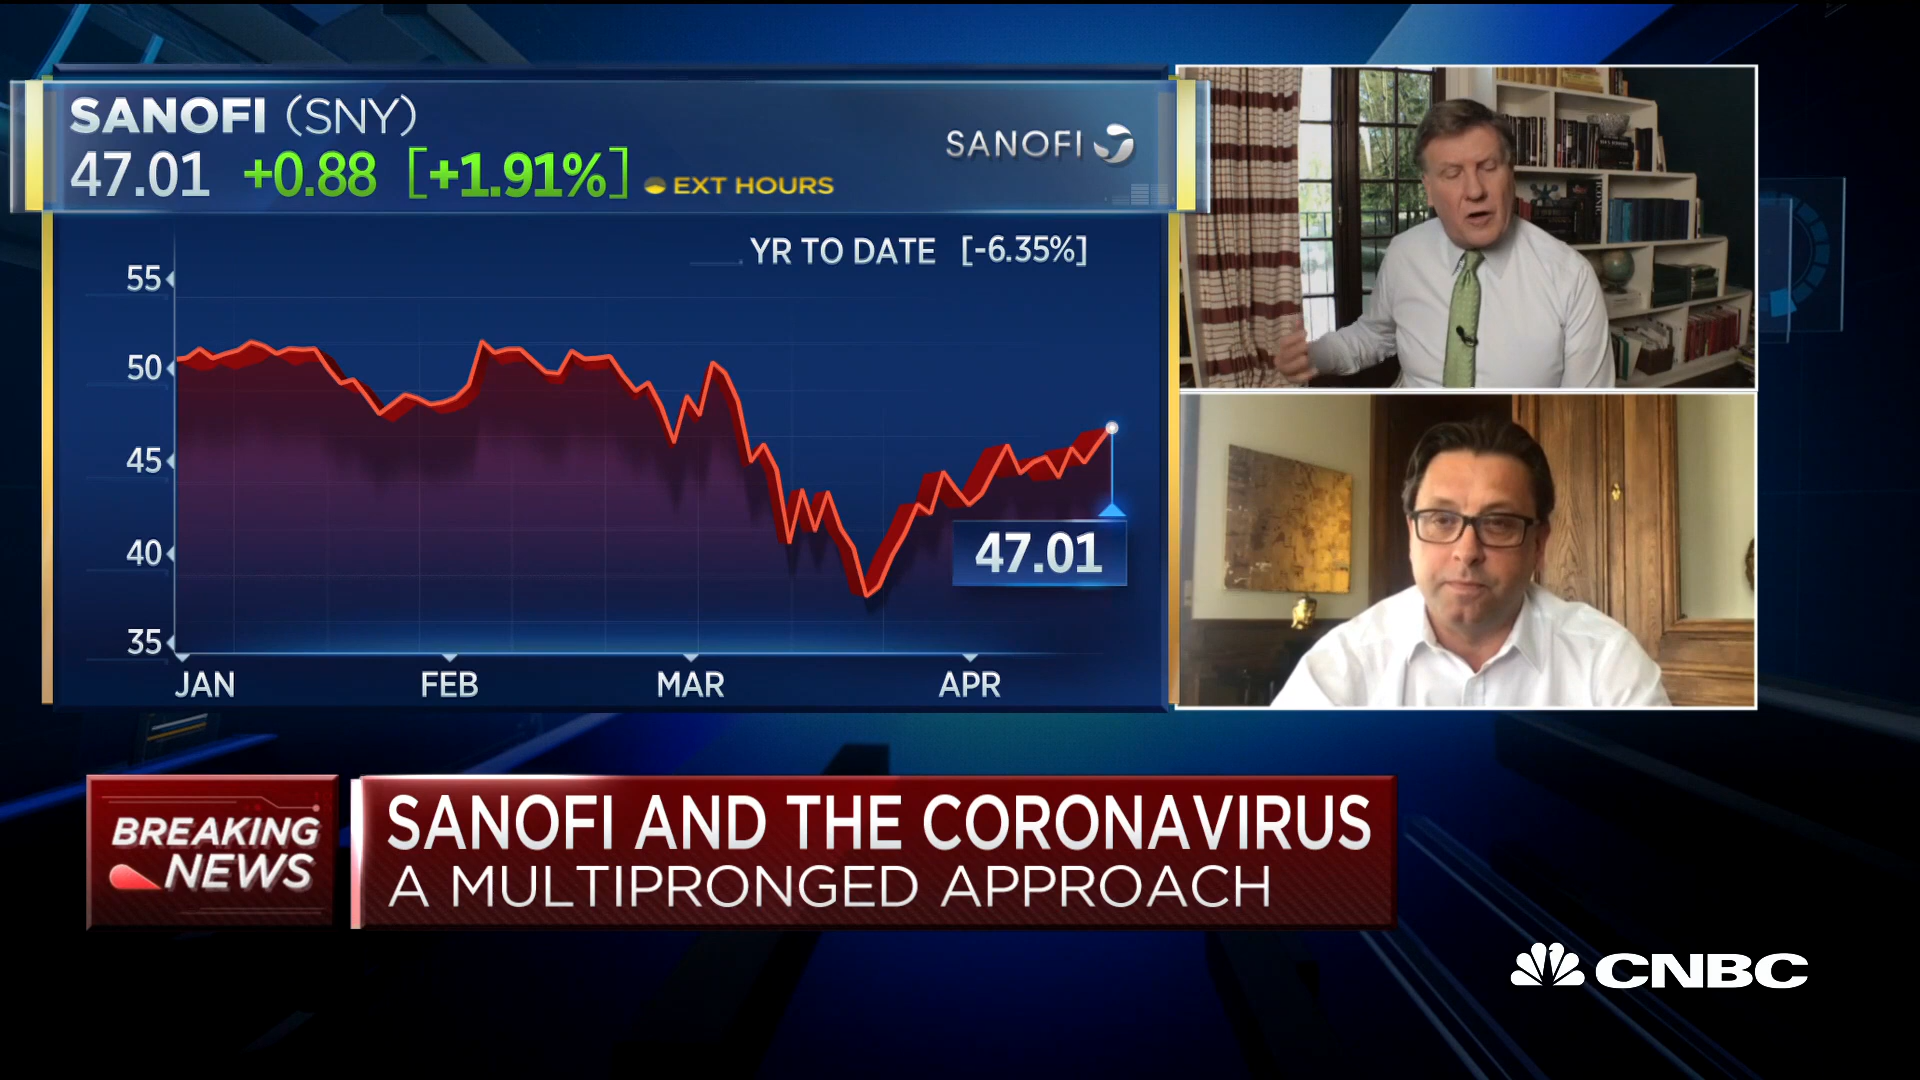 SANOFI (SNY)
47.01 +0.88 [+1.91%] EXT HOURS
SANOFI
YR TO DATE [-6.35%]
55
50
45
40
35
47.01
JAN FEB MAR APR
BREAKING
NEWS
SANOFI AND THE CORONAVIRUS
A MULTIPRONGED APPROACH
CNBC